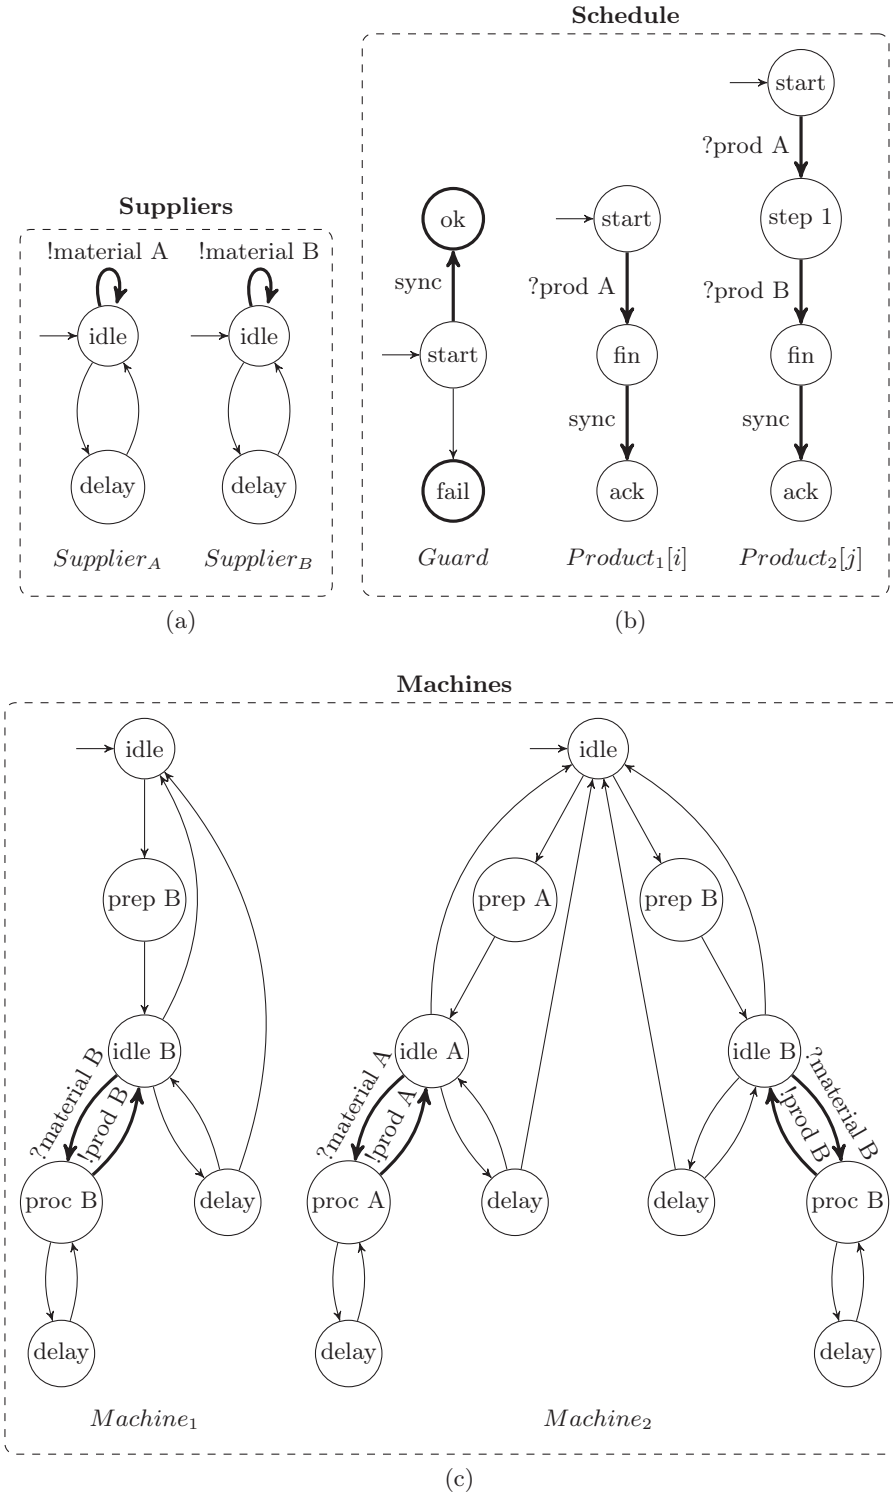 Schedule
start
?prod A
Suppliers
ok
start
step 1
!material A
!material B
sync
?prod A
?prod B
idle
idle
start
fin
fin
sync
sync
delay
delay
fail
ack
ack
Supplier_A
Supplier_B
Guard
Product_1[i]
Product_2[j]
(a)
(b)
Machines
idle
idle
prep B
prep A
prep B
idle B
idle A
idle B
?material B
!prod B
?material A
!prod A
!prod B
?material B
proc B
delay
proc A
delay
delay
proc B
delay
delay
delay
Machine_1
Machine_2
(c)